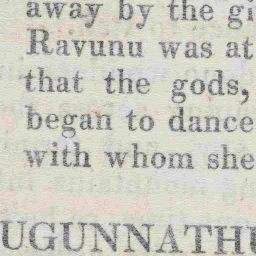 away by the gi
Ravunu was at
that the gods,
began to dance
with whom she
UGUNNATHU